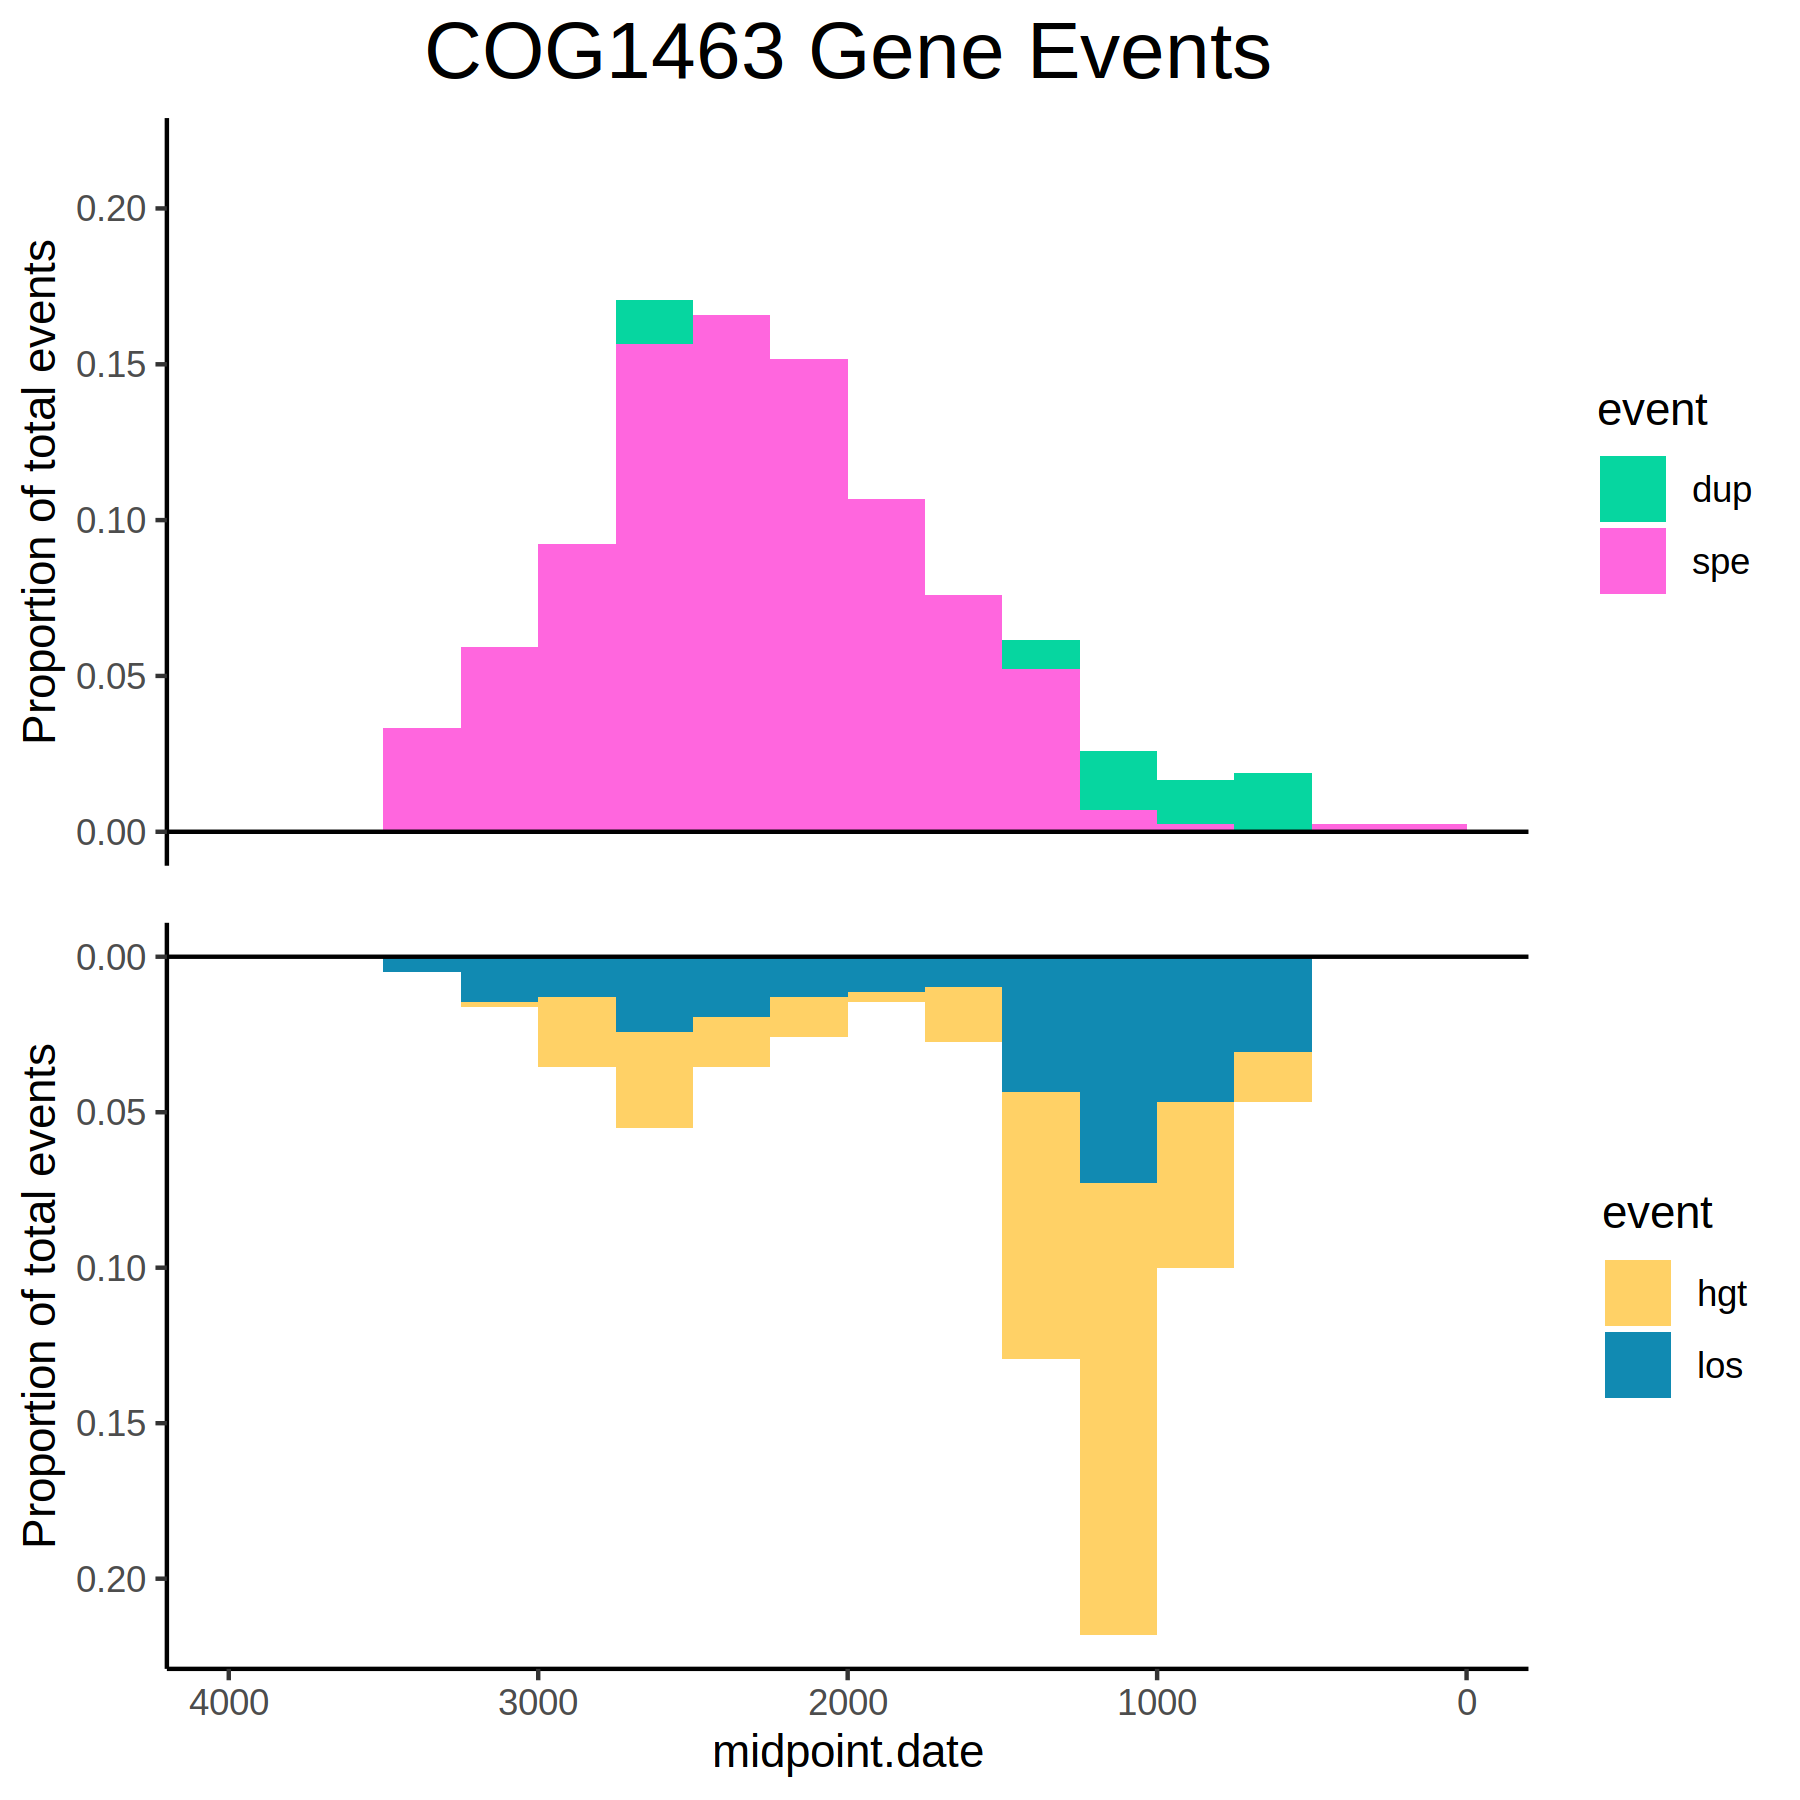 COG1463 Gene Events
Proportion of total events
0.20
0.15
0.10
0.05
0.00
event
dup
spe
Proportion of total events
0.00
0.05
0.10
0.15
0.20
event
hgt
los
4000 3000 2000 1000 0
midpoint.date